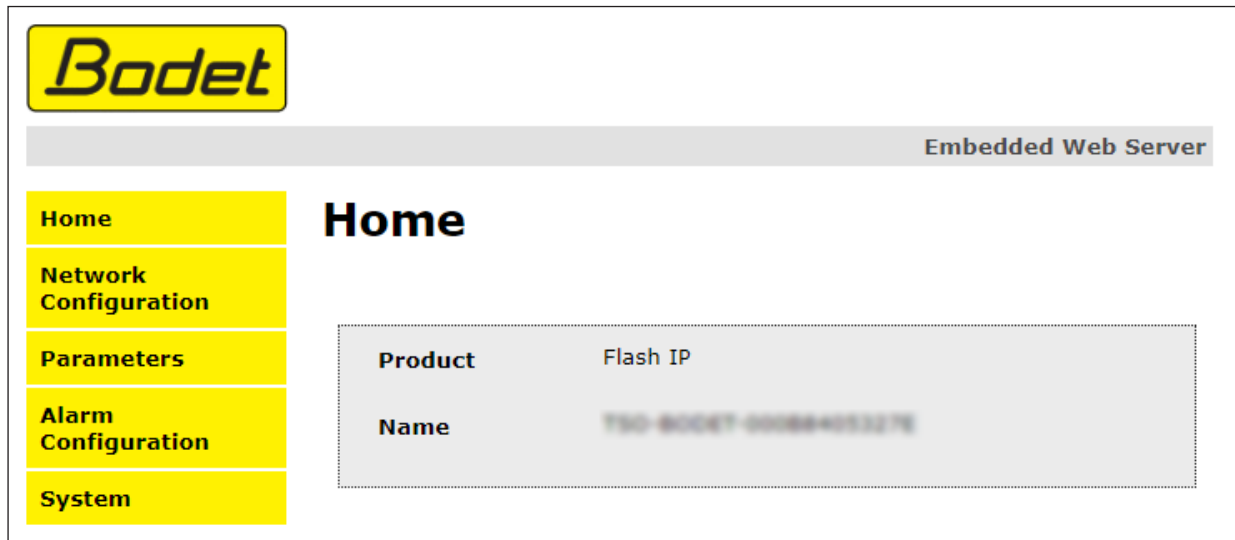 Bodet
Embedded Web Server
Home
Network
Configuration
Parameters
Alarm
Configuration
System
Home
Product Flash IP
Name